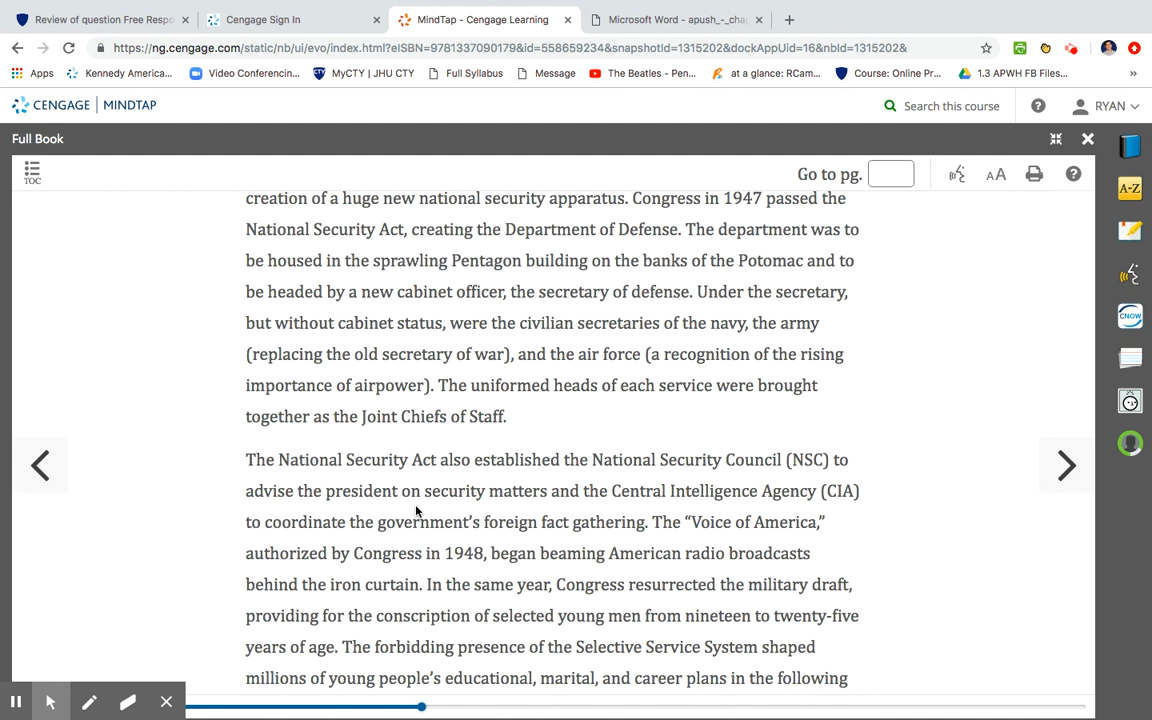 Review of question Free Respo
Cengage Sign In
MindTap - Cengage Learning
Microsoft Word - apush_-_cha
https://ng.cengage.com/static/nb/ui/evo/index.html?eISBN=9781337090179&id=558659234&snapshotId=1315202&dockAppUid=16&nbId=1315202&
Apps
Kennedy America...
Video Conferencin...
CTY
MyCTY | JHU CTY
Full Syllabus
Message
The Beatles - Pen...
at a glance: RCam...
Course: Online Pr...
1.3 APWH FB Files...
»
CENGAGE | MINDTAP
Search this course
RYAN
Full Book
TOC
Go to pg.
AA
A-Z
CNOW
creation of a huge new national security apparatus. Congress in 1947 passed the
National Security Act, creating the Department of Defense. The department was to
be housed in the sprawling Pentagon building on the banks of the Potomac and to
be headed by a new cabinet officer, the secretary of defense. Under the secretary,
but without cabinet status, were the civilian secretaries of the navy, the army
(replacing the old secretary of war), and the air force (a recognition of the rising
importance of airpower). The uniformed heads of each service were brought
together as the Joint Chiefs of Staff.
The National Security Act also established the National Security Council (NSC) to
advise the president on security matters and the Central Intelligence Agency (CIA)
to coordinate the government’s foreign fact gathering. The “Voice of America,”
authorized by Congress in 1948, began beaming American radio broadcasts
behind the iron curtain. In the same year, Congress resurrected the military draft,
providing for the conscription of selected young men from nineteen to twenty-five
years of age. The forbidding presence of the Selective Service System shaped
millions of young people’s educational, marital, and career plans in the following